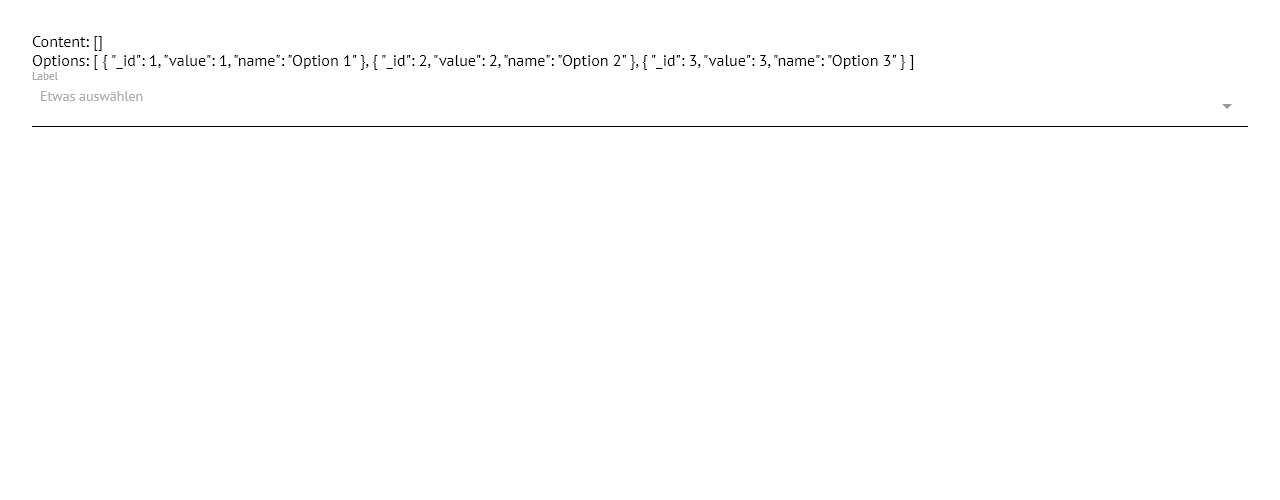 Content: []
Options: [ { "_id": 1, "value": 1, "name": "Option 1" }, { "_id": 2, "value": 2, "name": "Option 2" }, { "_id": 3, "value": 3, "name": "Option 3" } ]
Label
Etwas auswählen